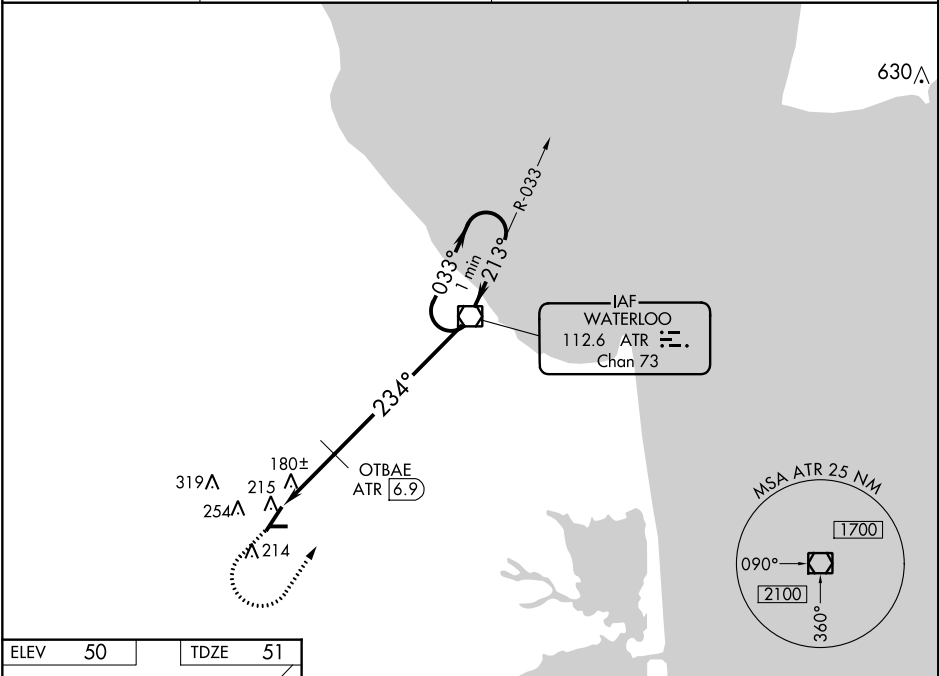 630
R-033
033°
1 min
213°
IAF
WATERLOO
112.6 ATR
Chan 73
234°
OTBAE
ATR 6.9
180±
319
215
254
214
MSA ATR 25 NM
1700
090°
2100
360°
ELEV 50
TDZE 51